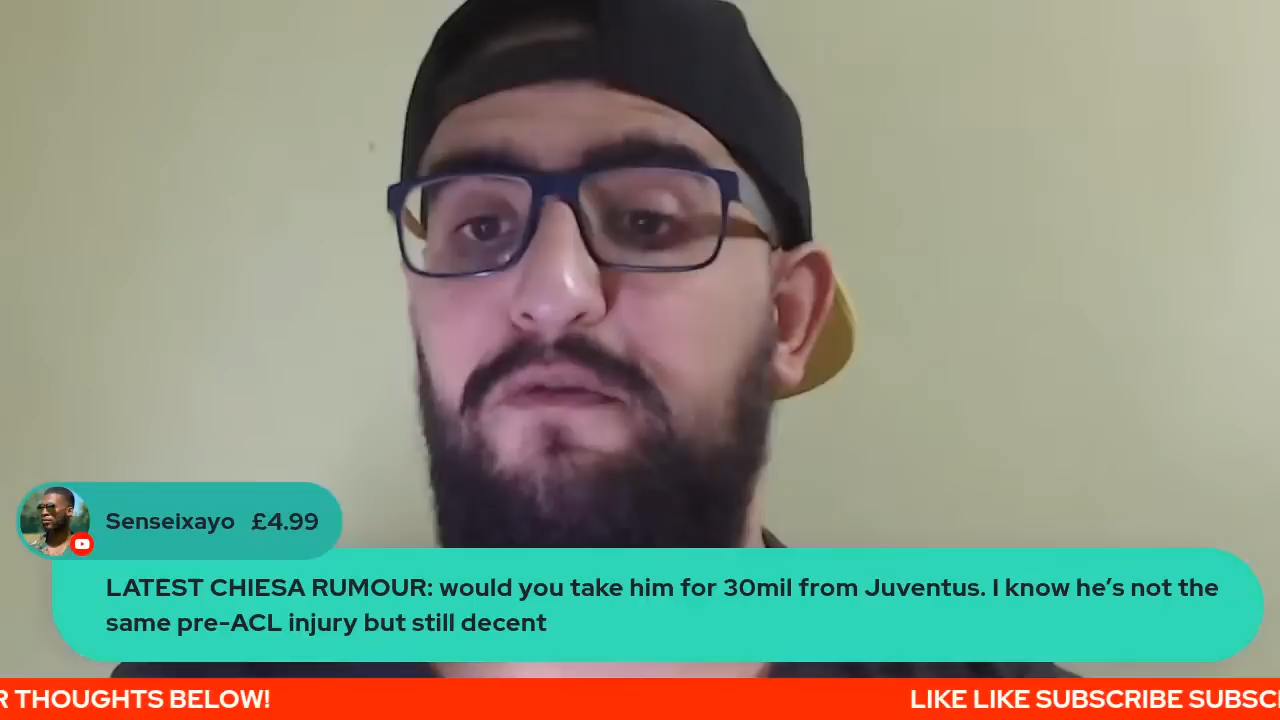 Senseixayo £4.99
LATEST CHIESA RUMOUR: would you take him for 30mil from Juventus. I know he’s not the
same pre-ACL injury but still decent
R THOUGHTS BELOW! LIKE LIKE SUBSCRIBE SUBSC